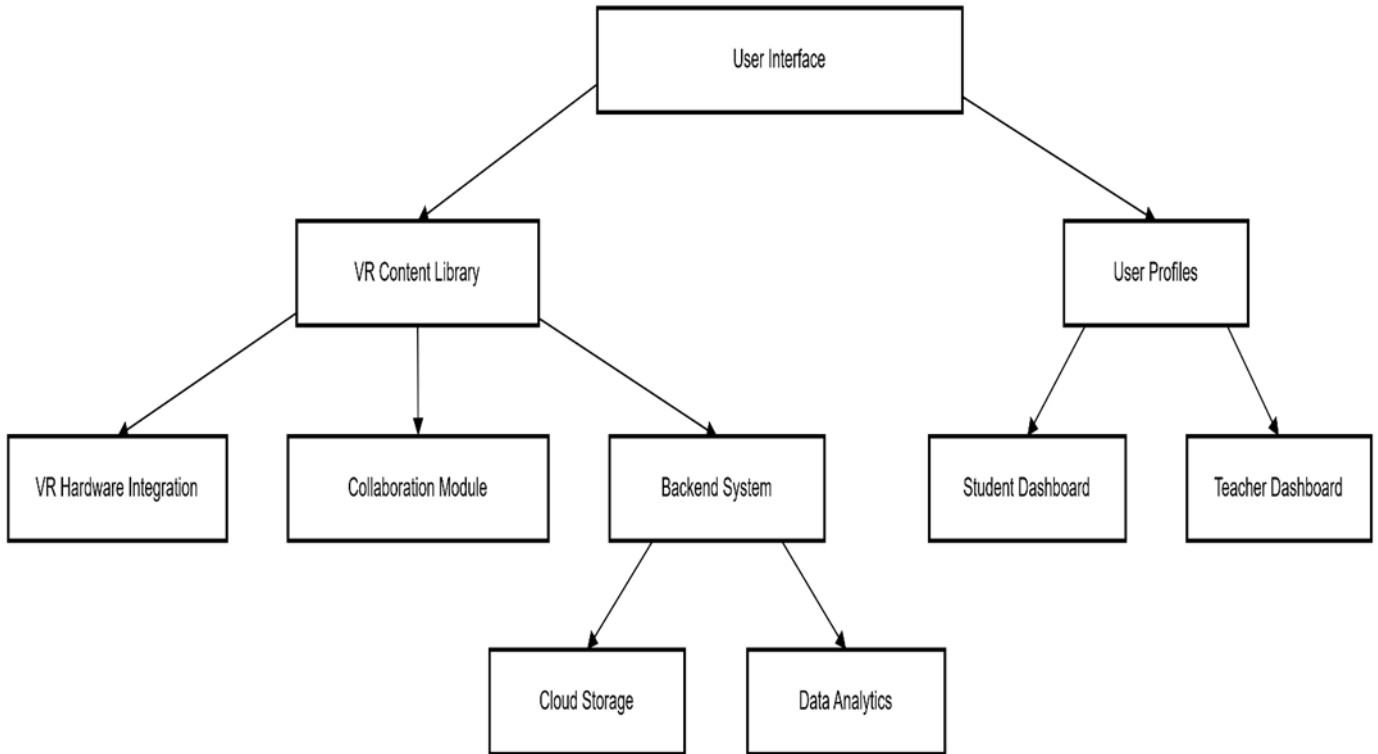 User Interface
VR Content Library
User Profiles
VR Hardware Integration
Collaboration Module
Backend System
Student Dashboard
Teacher Dashboard
Cloud Storage
Data Analytics